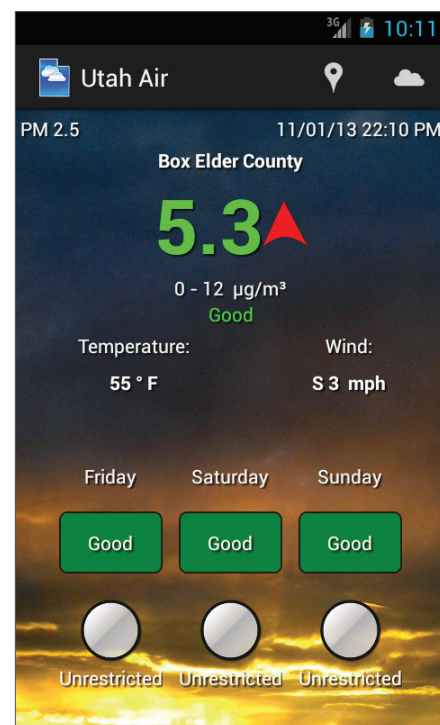 3G 10:11
Utah Air
PM 2.5 11/01/13 22:10 PM
Box Elder County
5.3
0 - 12 µg/m³
Good
Temperature: Wind:
55 ° F S 3 mph
Friday Saturday Sunday
Good Good Good
Unrestricted Unrestricted Unrestricted